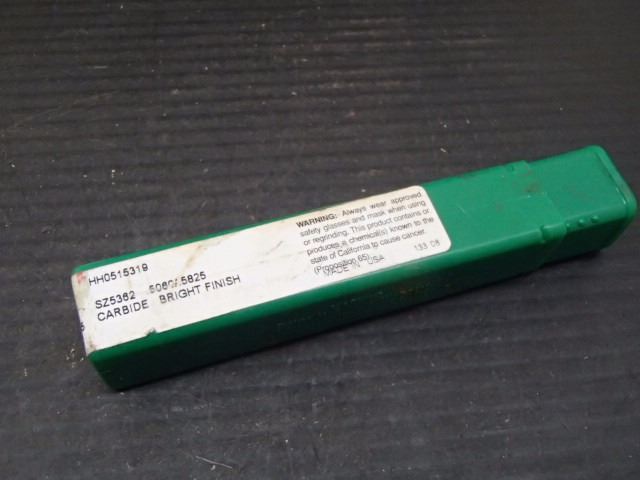 HH0515319
SZ5362 .5060/.5825
CARBIDE BRIGHT FINISH
WARNING: Always wear approved
safety glasses and mask when using
or regrinding. This product contains or
produces a chemical(s) known to the
state of California to cause cancer.
(Proposition 65)
MADE IN USA
133 08